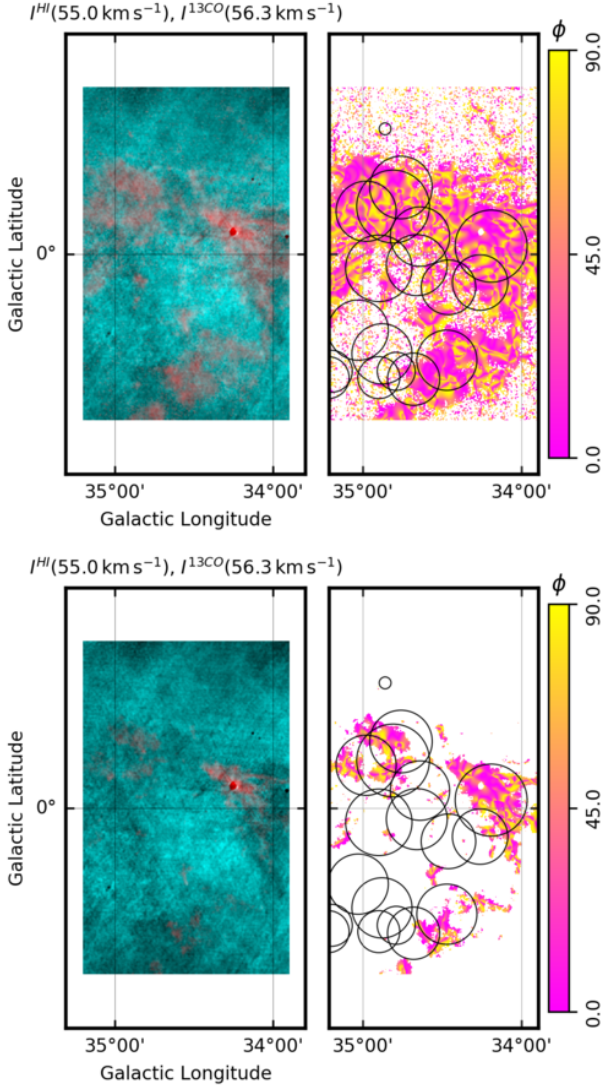 I^{HI}(55.0 km s⁻¹), I^{13CO}(56.3 km s⁻¹)
ϕ
90.0
0°
Galactic Latitude
45.0
0.0
35°00' 34°00' 35°00' 34°00'
Galactic Longitude
I^{HI}(55.0 km s⁻¹), I^{13CO}(56.3 km s⁻¹)
ϕ
90.0
0°
Galactic Latitude
45.0
0.0
35°00' 34°00' 35°00' 34°00'
Galactic Longitude